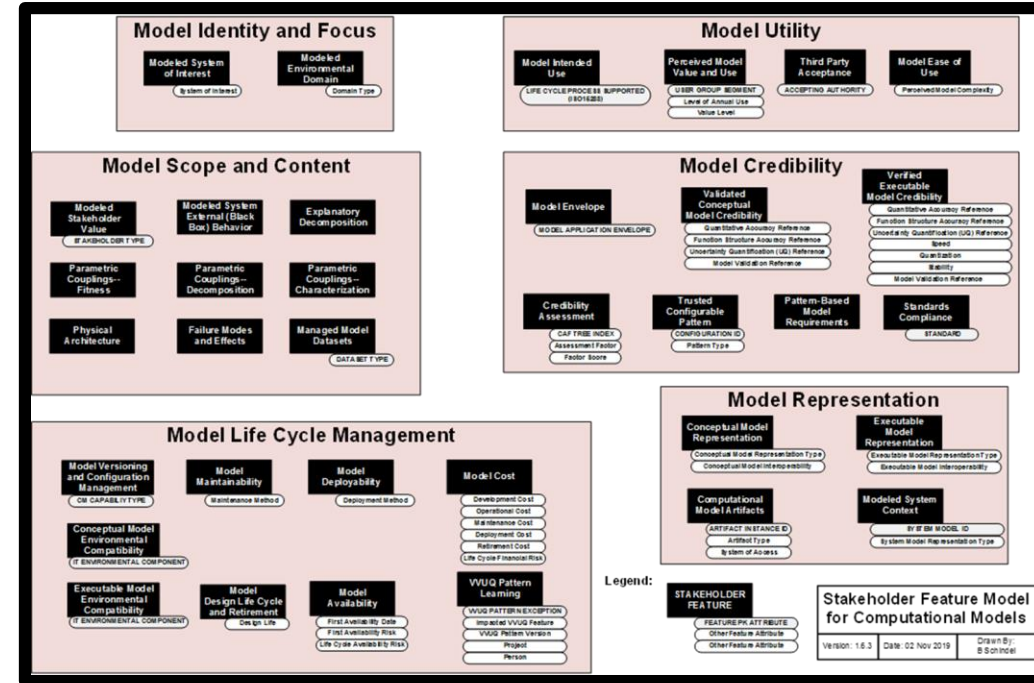 Model Identity and Focus
Modeled System
of Interest
System of Interest
Modeled
Environmental
Domain
Domain Type
Model Utility
Model Intended
Use
LIFE CYCLE PROCESS SUPPORTED
(ISO15288)
Perceived Model
Value and Use
USER GROUP SEGMENT
Level of Annual Use
Value Level
Third Party
Acceptance
ACCEPTING AUTHORITY
Model Ease of
Use
Perceived Model Complexity
Model Scope and Content
Modeled
Stakeholder
Value
STAKEHOLDER TYPE
Modeled System
External (Black
Box) Behavior
Explanatory
Decomposition
Parametric
Couplings--
Fitness
Parametric
Couplings--
Decomposition
Parametric
Couplings--
Characterization
Physical
Architecture
Failure Modes
and Effects
Managed Model
Datasets
DATASET TYPE
Model Credibility
Model Envelope
MODEL APPLICATION ENVELOPE
Validated
Conceptual
Model Credibility
Quantitative Accuracy Reference
Function Structure Accuracy Reference
Uncertainty Quantification (UQ) Reference
Model Validation Reference
Verified
Executable
Model Credibility
Quantitative Accuracy Reference
Function Structure Accuracy Reference
Uncertainty Quantification (UQ) Reference
Speed
Quantization
Stability
Model Validation Reference
Credibility
Assessment
CAF TREE INDEX
Assessment Factor
Factor Score
Trusted
Configurable
Pattern
CONFIGURATION ID
Pattern Type
Pattern-Based
Model
Requirements
Standards
Compliance
STANDARD
Model Life Cycle Management
Model Versioning
and Configuration
Management
CM CAPABILIY TYPE
Model
Maintainability
Maintenance Method
Model
Deployability
Deployment Method
Model Cost
Development Cost
Operational Cost
Maintenance Cost
Deployment Cost
Retirement Cost
Life Cycle Financial Risk
Conceptual Model
Environmental
Compatibility
IT ENVIRONMENTAL COMPONENT
Executable Model
Environmental
Compatibility
IT ENVIRONMENTAL COMPONENT
Model
Design Life Cycle
and Retirement
Design Life
Model
Availability
First Availability Date
First Availability Risk
Life Cycle Availability Risk
VVUQ Pattern
Learning
VVUQ PATTERN EXCEPTION
Impacted VVUQ Feature
VVUQ Pattern Version
Project
Person
Model Representation
Conceptual Model
Representation
Conceptual Model Representation Type
Conceptual Model Interoperability
Executable
Model
Representation
Executable Model Representation Type
Executable Model Interoperability
Computational
Model Artifacts
ARTIFACT INSTANCE ID
Artifact Type
System of Access
Modeled System
Context
SYSTEM MODEL ID
System Model Representation Type
Legend:
STAKEHOLDER
FEATURE
FEATURE PK ATTRIBUTE
Other Feature Attribute
Other Feature Attribute
Stakeholder Feature Model
for Computational Models
Version: 1.6.3
Date: 02 Nov 2019
Drawn By:
B Schindel